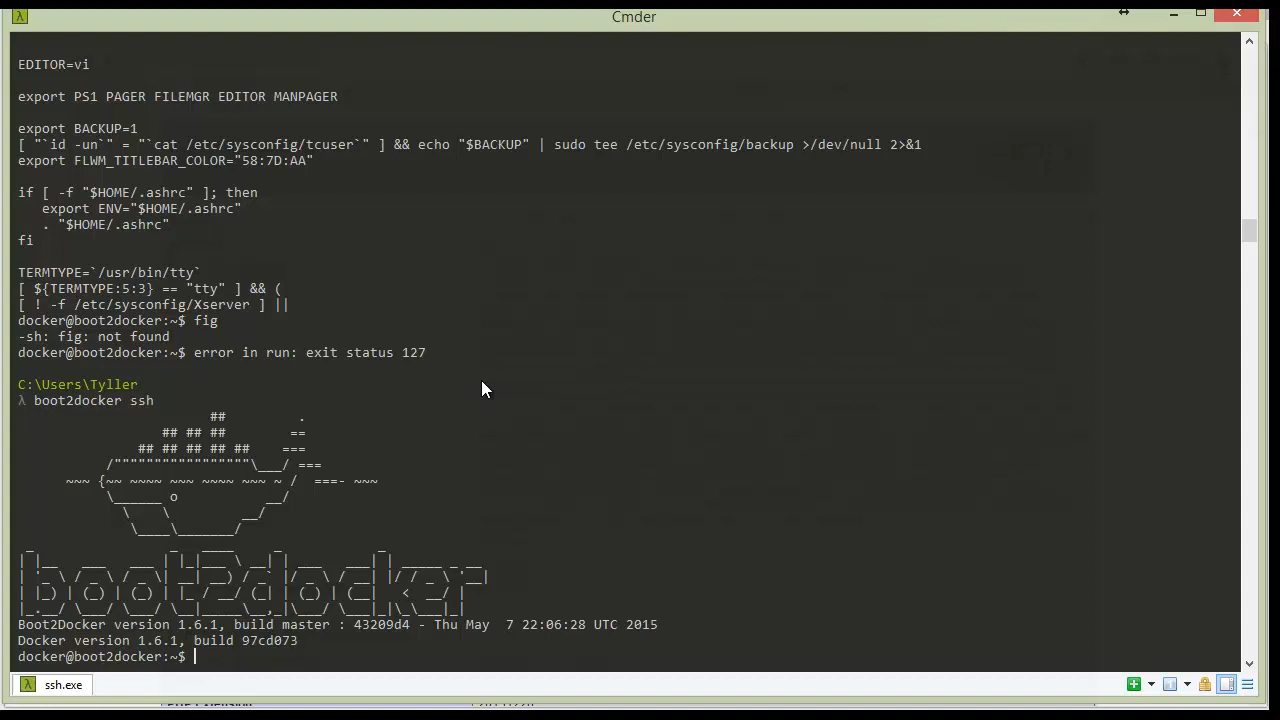 Cmder
EDITOR=vi
export PS1 PAGER FILEMGR EDITOR MANPAGER
export BACKUP=1
[ "`id -un`" = "`cat /etc/sysconfig/tcuser`" ] && echo "$BACKUP" | sudo tee /etc/sysconfig/backup >/dev/null 2>&1
export FLWM_TITLEBAR_COLOR="58:7D:AA"
if [ -f "$HOME/.ashrc" ]; then
   export ENV="$HOME/.ashrc"
   . "$HOME/.ashrc"
fi
TERMTYPE=`/usr/bin/tty`
[ ${TERMTYPE:5:3} == "tty" ] && (
[ ! -f /etc/sysconfig/Xserver ] ||
docker@boot2docker:~$ fig
-sh: fig: not found
docker@boot2docker:~$ error in run: exit status 127
C:\Users\Tyller
λ boot2docker ssh
boot2docker
Boot2Docker version 1.6.1, build master : 43209d4 - Thu May  7 22:06:28 UTC 2015
Docker version 1.6.1, build 97cd073
docker@boot2docker:~$
ssh.exe